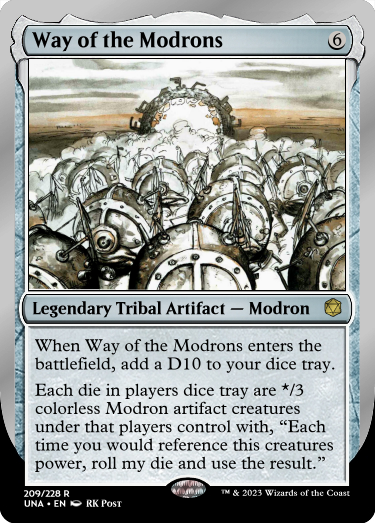 Way of the Modrons 6
Legendary Tribal Artifact — Modron
When Way of the Modrons enters the
battlefield, add a D10 to your dice tray.
Each die in players dice tray are */3
colorless Modron artifact creatures
under that players control with, “Each
time you would reference this creatures
power, roll my die and use the result.”
209/228 R
UNA • EN RK Post
™ & 2023 Wizards of the Coast